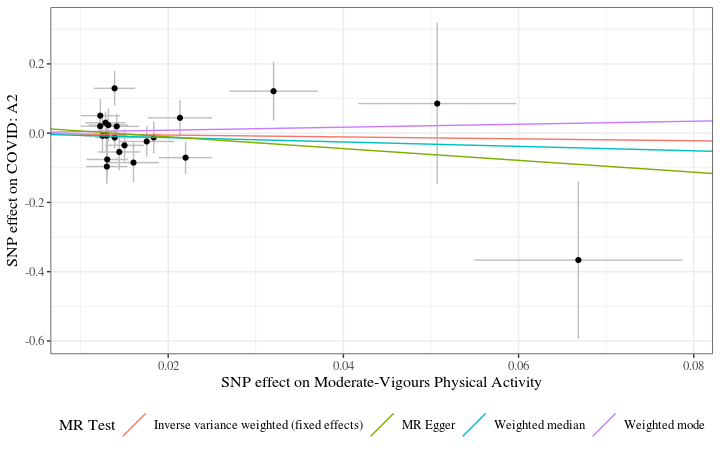 SNP effect on COVID: A2
0.2
0.0
-0.2
-0.4
-0.6
0.02
0.04
0.06
0.08
SNP effect on Moderate-Vigours Physical Activity
MR Test
Inverse variance weighted (fixed effects)
MR Egger
Weighted median
Weighted mode